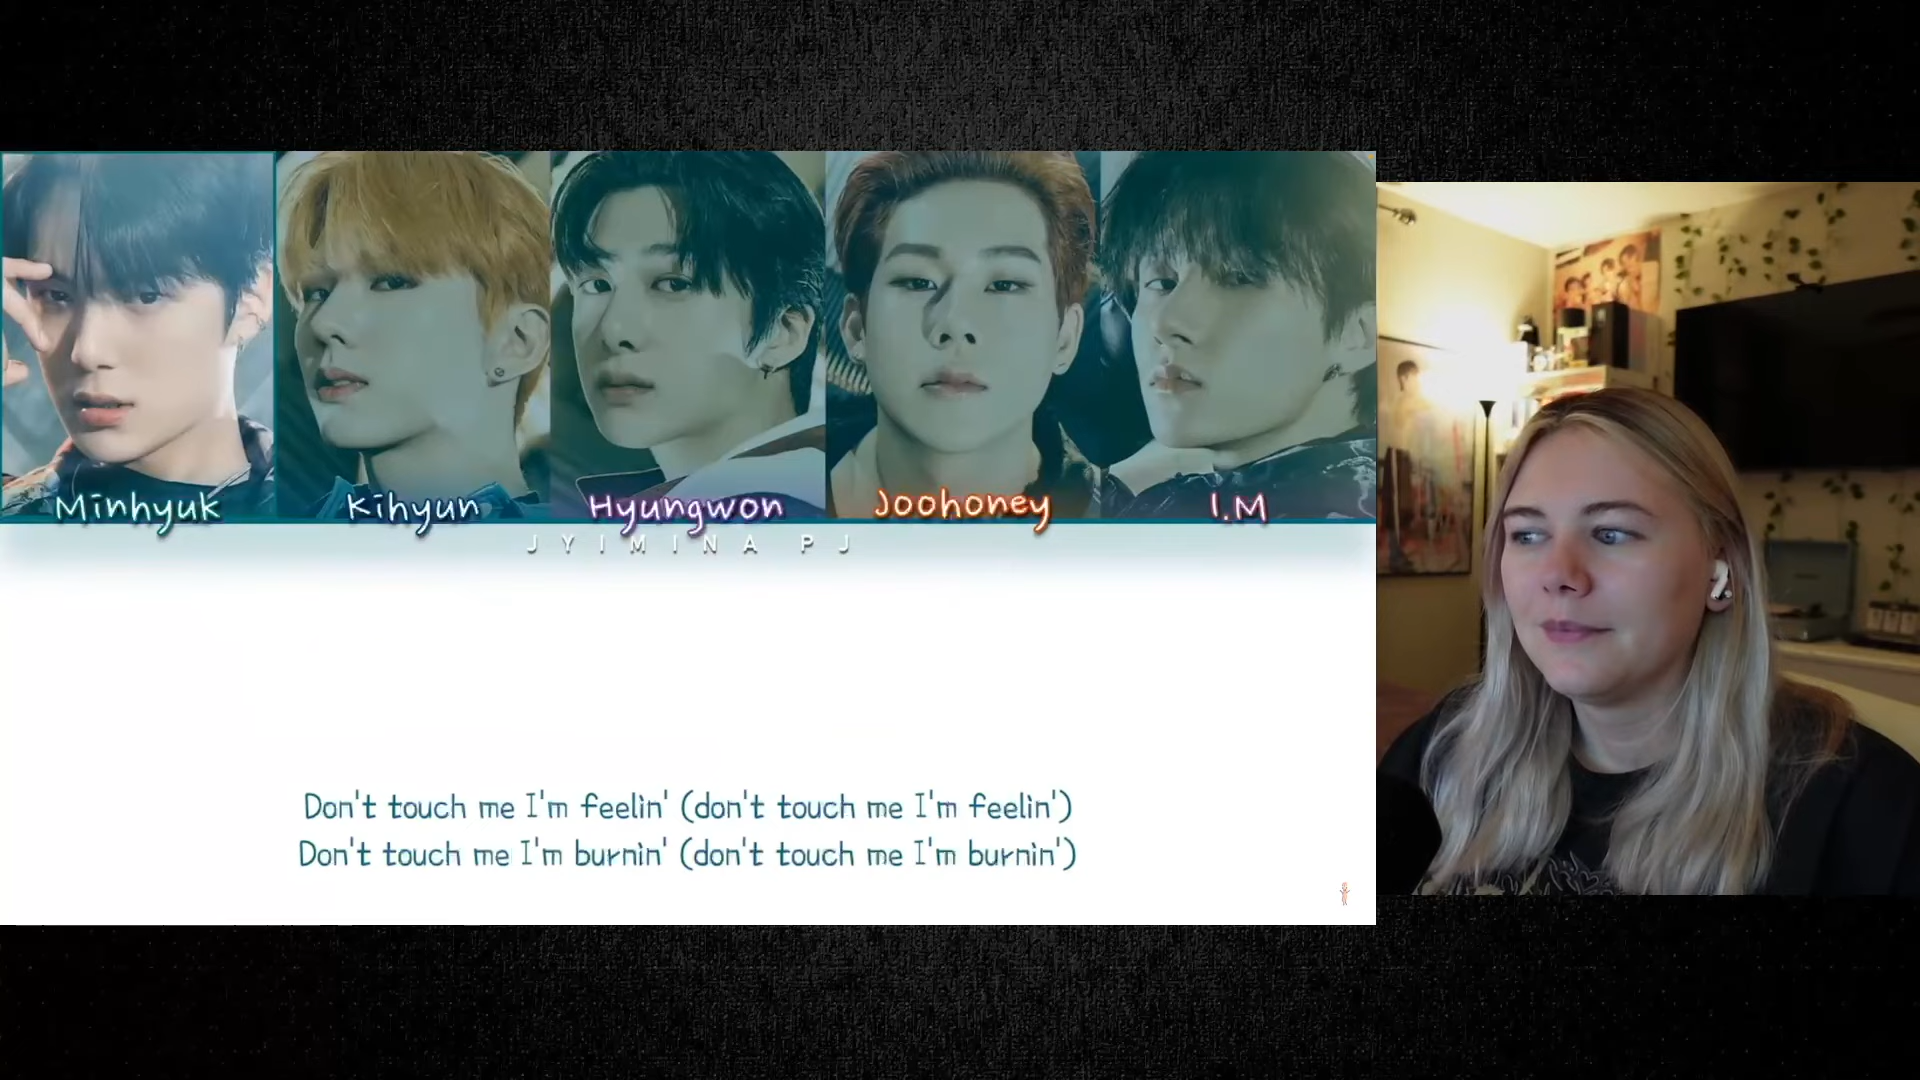 Minhyuk
Kihyun
Hyungwon
Joohoney
I.M
JYIMINA PJ
Don't touch me I'm feelin' (don't touch me I'm feelin')
Don't touch me I'm burnin' (don't touch me I'm burnin')